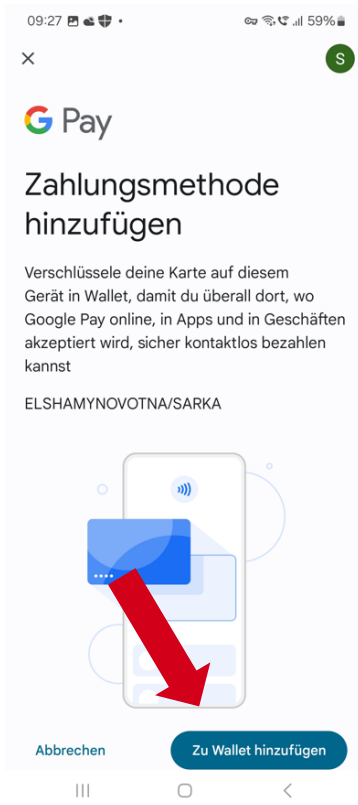 09:27
59%
S
G Pay
Zahlungsmethode
hinzufügen
Verschlüssele deine Karte auf diesem
Gerät in Wallet, damit du überall dort, wo
Google Pay online, in Apps und in Geschäften
akzeptiert wird, sicher kontaktlos bezahlen
kannst
ELSHAMYNOVOTNA/SARKA
Abbrechen
Zu Wallet hinzufügen